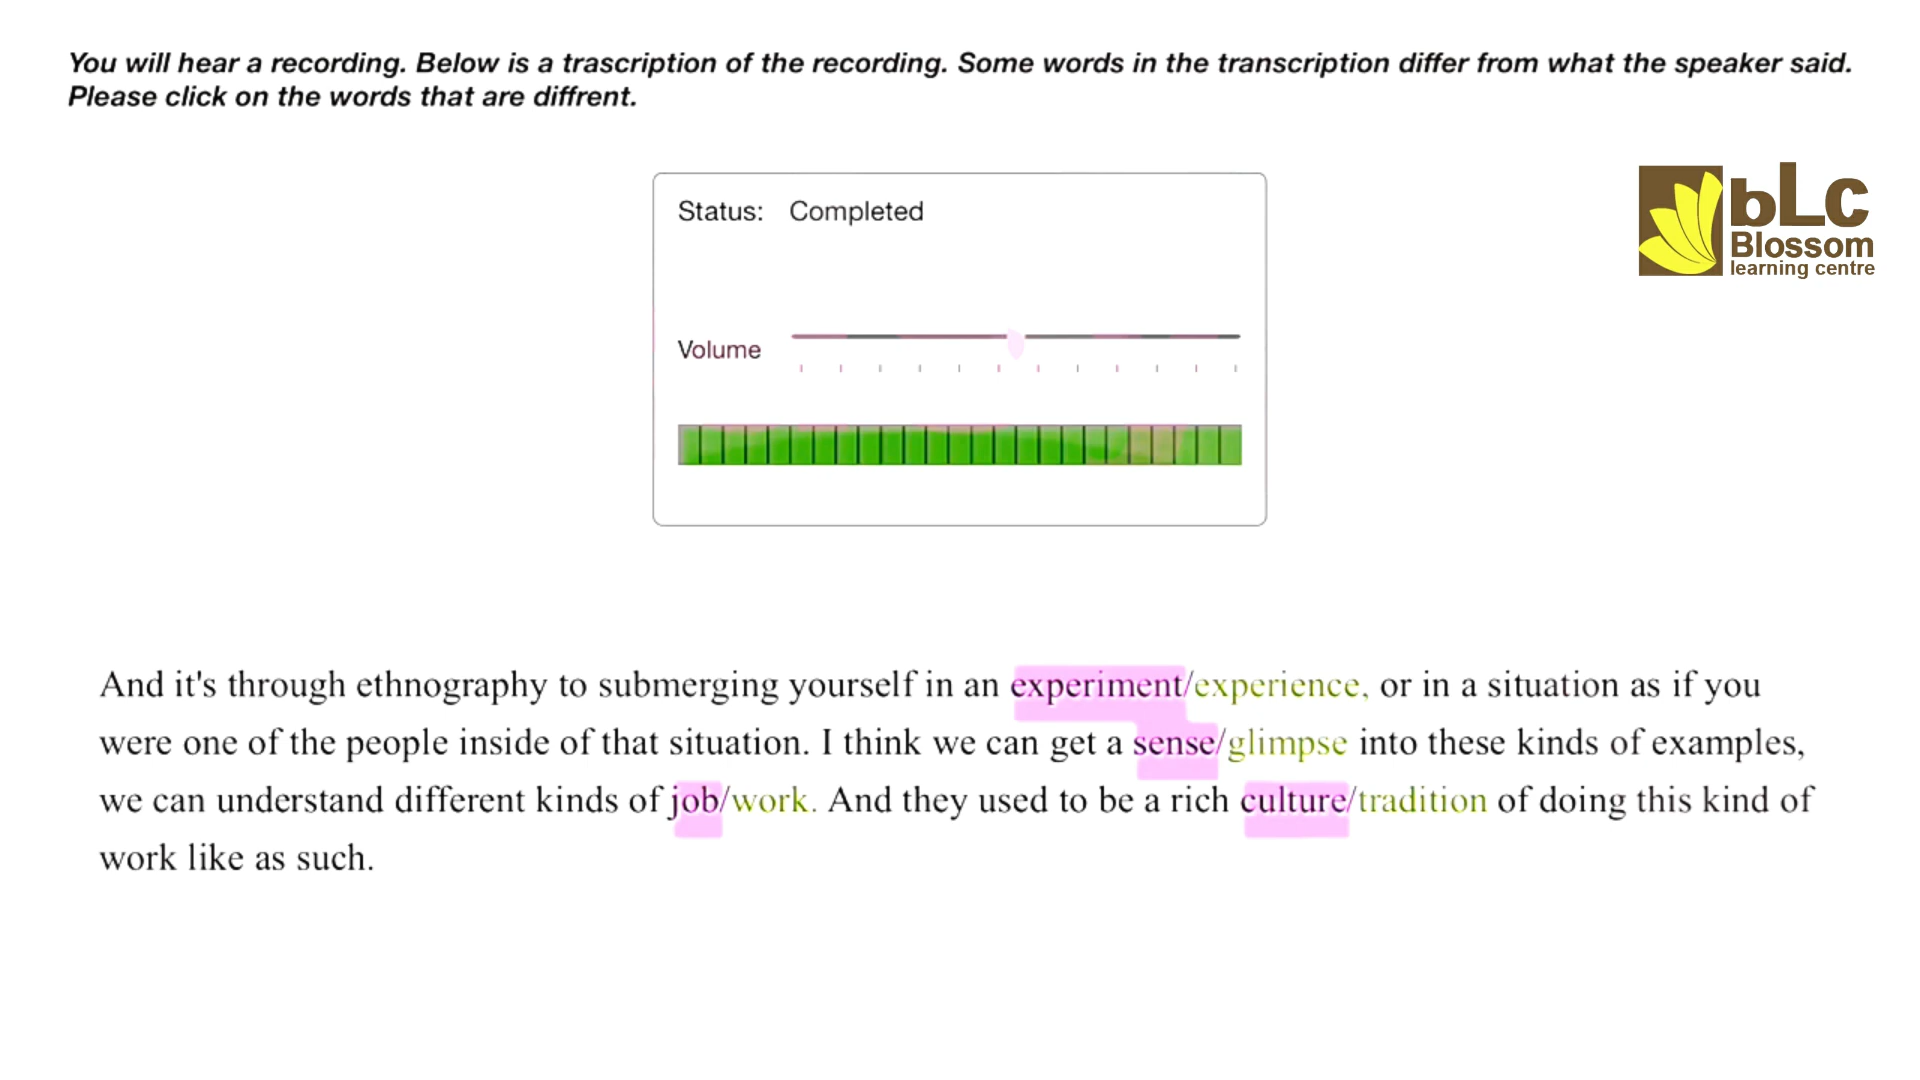 You will hear a recording. Below is a trascription of the recording. Some words in the transcription differ from what the speaker said.
Please click on the words that are diffrent.
bLc
Blossom
learning centre
Status: Completed
Volume
And it's through ethnography to submerging yourself in an experiment/experience, or in a situation as if you
were one of the people inside of that situation. I think we can get a sense/glimpse into these kinds of examples,
we can understand different kinds of job/work. And they used to be a rich culture/tradition of doing this kind of
work like as such.